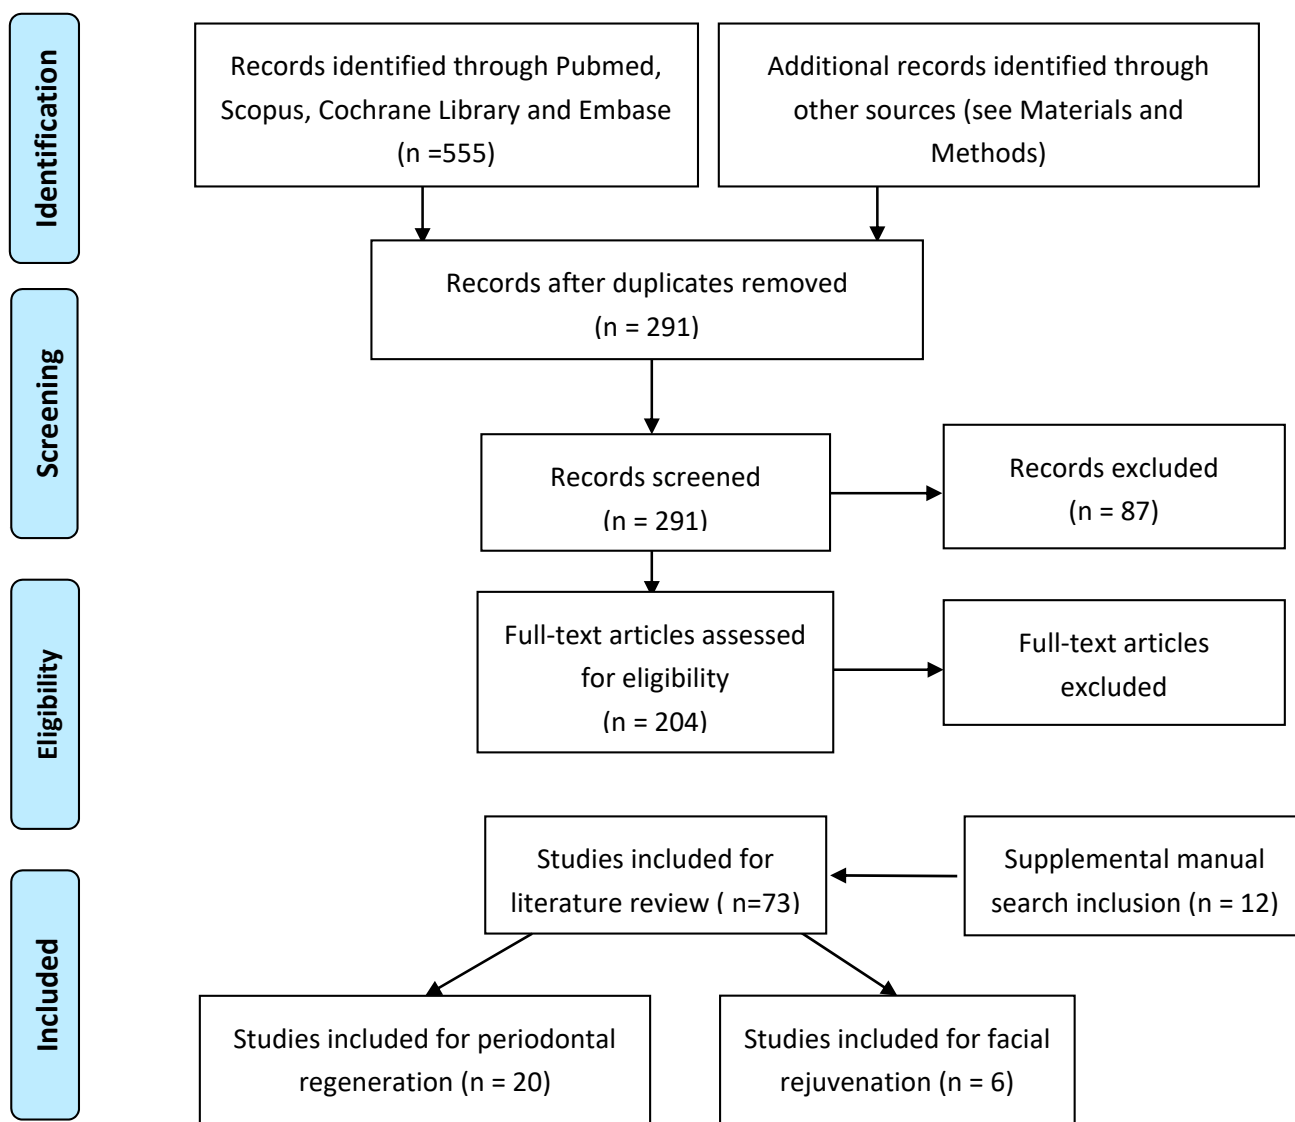 Identification
Records identified through Pubmed,
Scopus, Cochrane Library and Embase
(n =555)
Additional records identified through
other sources (see Materials and
Methods)
Records after duplicates removed
(n = 291)
Screening
Records screened
(n = 291)
Records excluded
(n = 87)
Eligibility
Full-text articles assessed
for eligibility
(n = 204)
Full-text articles
excluded
Included
Studies included for
literature review ( n=73)
Supplemental manual
search inclusion (n = 12)
Studies included for periodontal
regeneration (n = 20)
Studies included for facial
rejuvenation (n = 6)